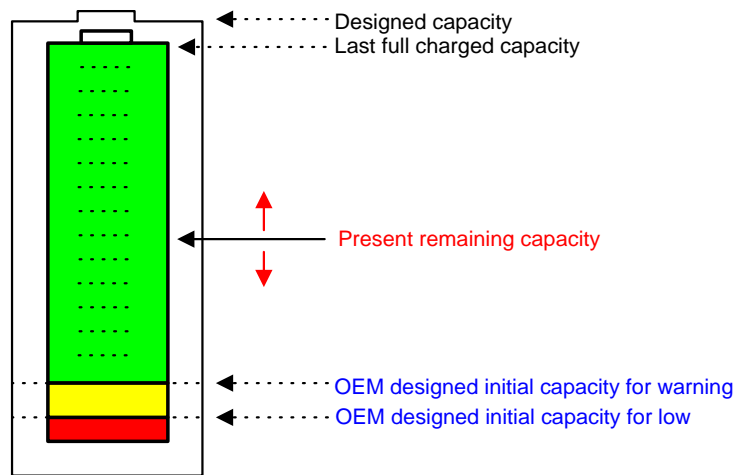 Designed capacity
Last full charged capacity
Present remaining capacity
OEM designed initial capacity for warning
OEM designed initial capacity for low